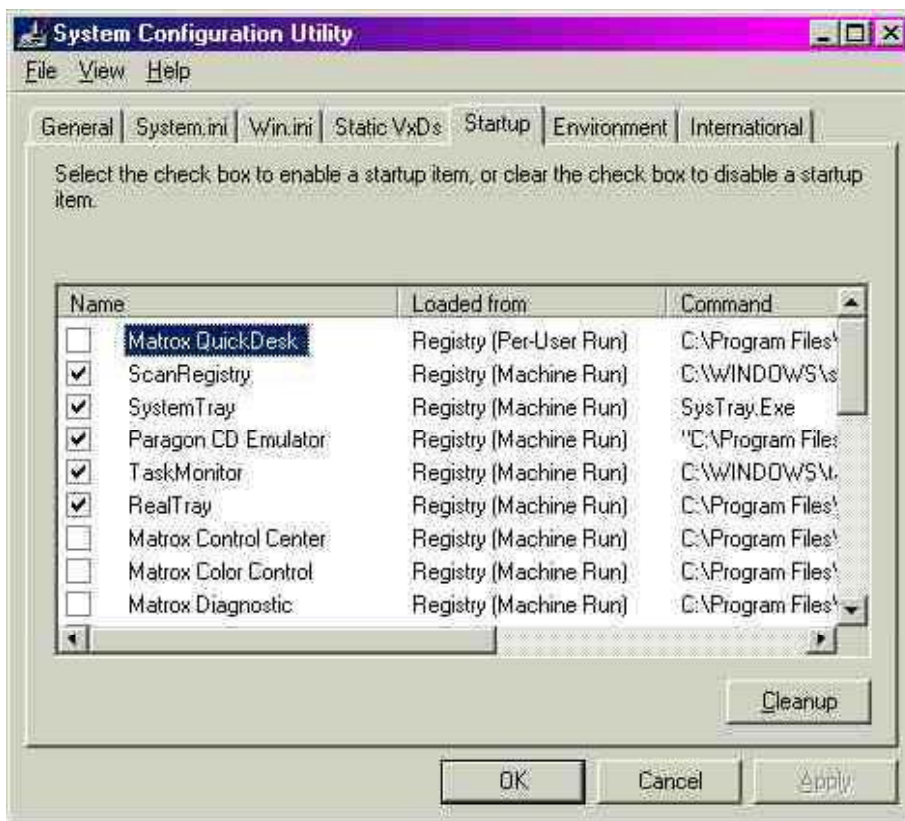 System Configuration Utility
File View Help
General System.ini Win.ini Static VxDs Startup Environment International
Select the check box to enable a startup item, or clear the check box to disable a startup
item.
Name Loaded from Command
Matrox QuickDesk Registry (Per-User Run) C:\Program Files\
ScanRegistry Registry (Machine Run) C:\WINDOWS\s
SystemTray Registry (Machine Run) SysTray.Exe
Paragon CD Emulator Registry (Machine Run) "C:\Program Files
TaskMonitor Registry (Machine Run) C:\WINDOWS\t
RealTray Registry (Machine Run) C:\Program Files\
Matrox Control Center Registry (Machine Run) C:\Program Files\
Matrox Color Control Registry (Machine Run) C:\Program Files\
Matrox Diagnostic Registry (Machine Run) C:\Program Files\
Cleanup
OK Cancel Apply